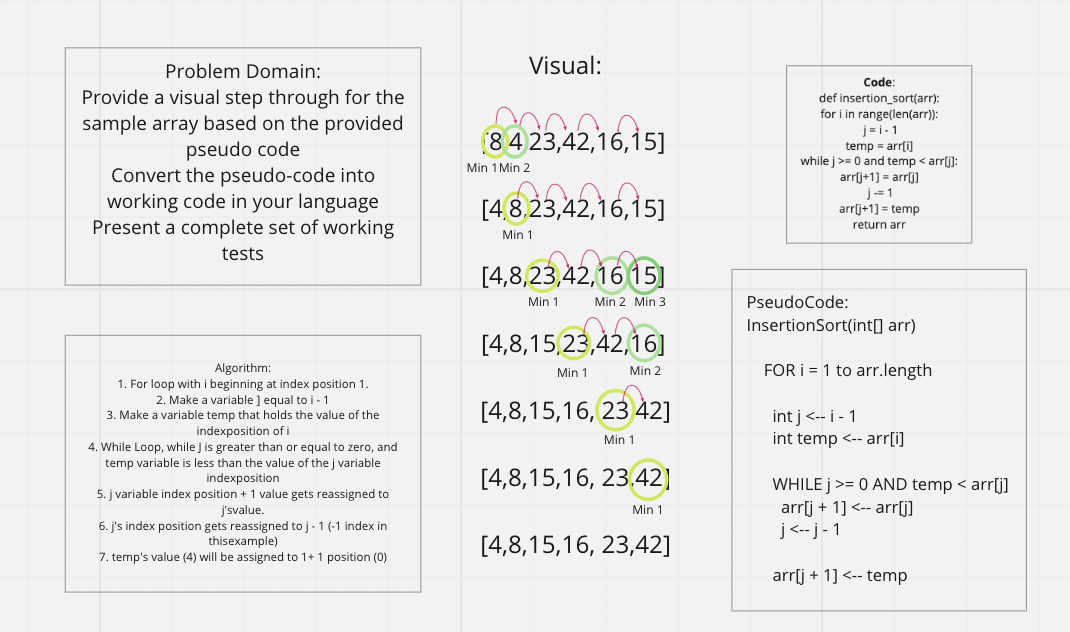 Problem Domain:
Provide a visual step through for the
sample array based on the provided
pseudo code
Convert the pseudo-code into
working code in your language
Present a complete set of working
tests
Algorithm:
1. For loop with i beginning at index position 1.
2. Make a variable ] equal to i - 1
3. Make a variable temp that holds the value of the
indexposition of i
4. While Loop, while J is greater than or equal to zero, and
temp variable is less than the value of the j variable
indexposition
5. j variable index position + 1 value gets reassigned to
j'svalue.
6. j's index position gets reassigned to j - 1 (-1 index in
thisexample)
7. temp's value (4) will be assigned to 1+ 1 position (0)
Visual:
[8 4 23,42,16,15]
Min 1 Min 2
[4,8,23,42,16,15]
Min 1
[4,8,23,42,16 15]
Min 1 Min 2 Min 3
[4,8,15,23,42,16]
Min 1 Min 2
[4,8,15,16, 23 42]
Min 1
[4,8,15,16, 23,42]
Min 1
[4,8,15,16, 23,42]
Code:
def insertion_sort(arr):
for i in range(len(arr)):
j = i - 1
temp = arr[i]
while j >= 0 and temp < arr[j]:
arr[j+1] = arr[j]
j -= 1
arr[j+1] = temp
return arr
PseudoCode:
InsertionSort(int[] arr)
FOR i = 1 to arr.length
int j <-- i - 1
int temp <-- arr[i]
WHILE j >= 0 AND temp < arr[j]
arr[j + 1] <-- arr[j]
j <-- j - 1
arr[j + 1] <-- temp